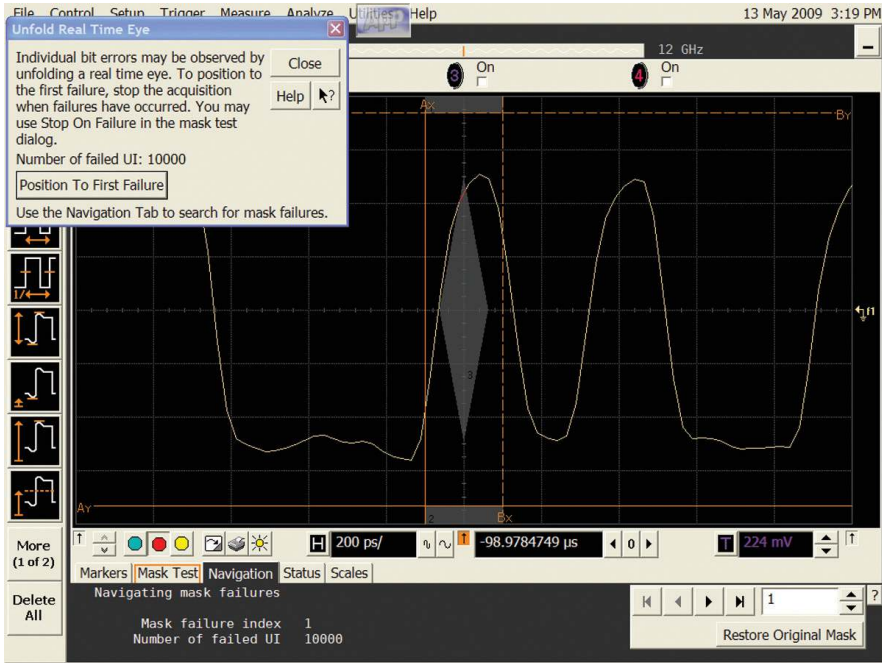 File Control Setup Trigger Measure Analyze Utilities Help 13 May 2009 3:19 PM
Unfold Real Time Eye
Individual bit errors may be observed by
unfolding a real time eye. To position to
the first failure, stop the acquisition
when failures have occurred. You may
use Stop On Failure in the mask test
dialog.
Close
Help
?
Number of failed UI: 10000
Position To First Failure
Use the Navigation Tab to search for mask failures.
12 GHz
3 On
4 On
Ax
By
3
f1
Ay
2
Bx
1/
More
(1 of 2)
Delete
All
H 200 ps/ -98.9784749 µs 0 T 224 mV
Markers Mask Test Navigation Status Scales
Navigating mask failures
Mask failure index 1
Number of failed UI 10000
1
?
Restore Original Mask